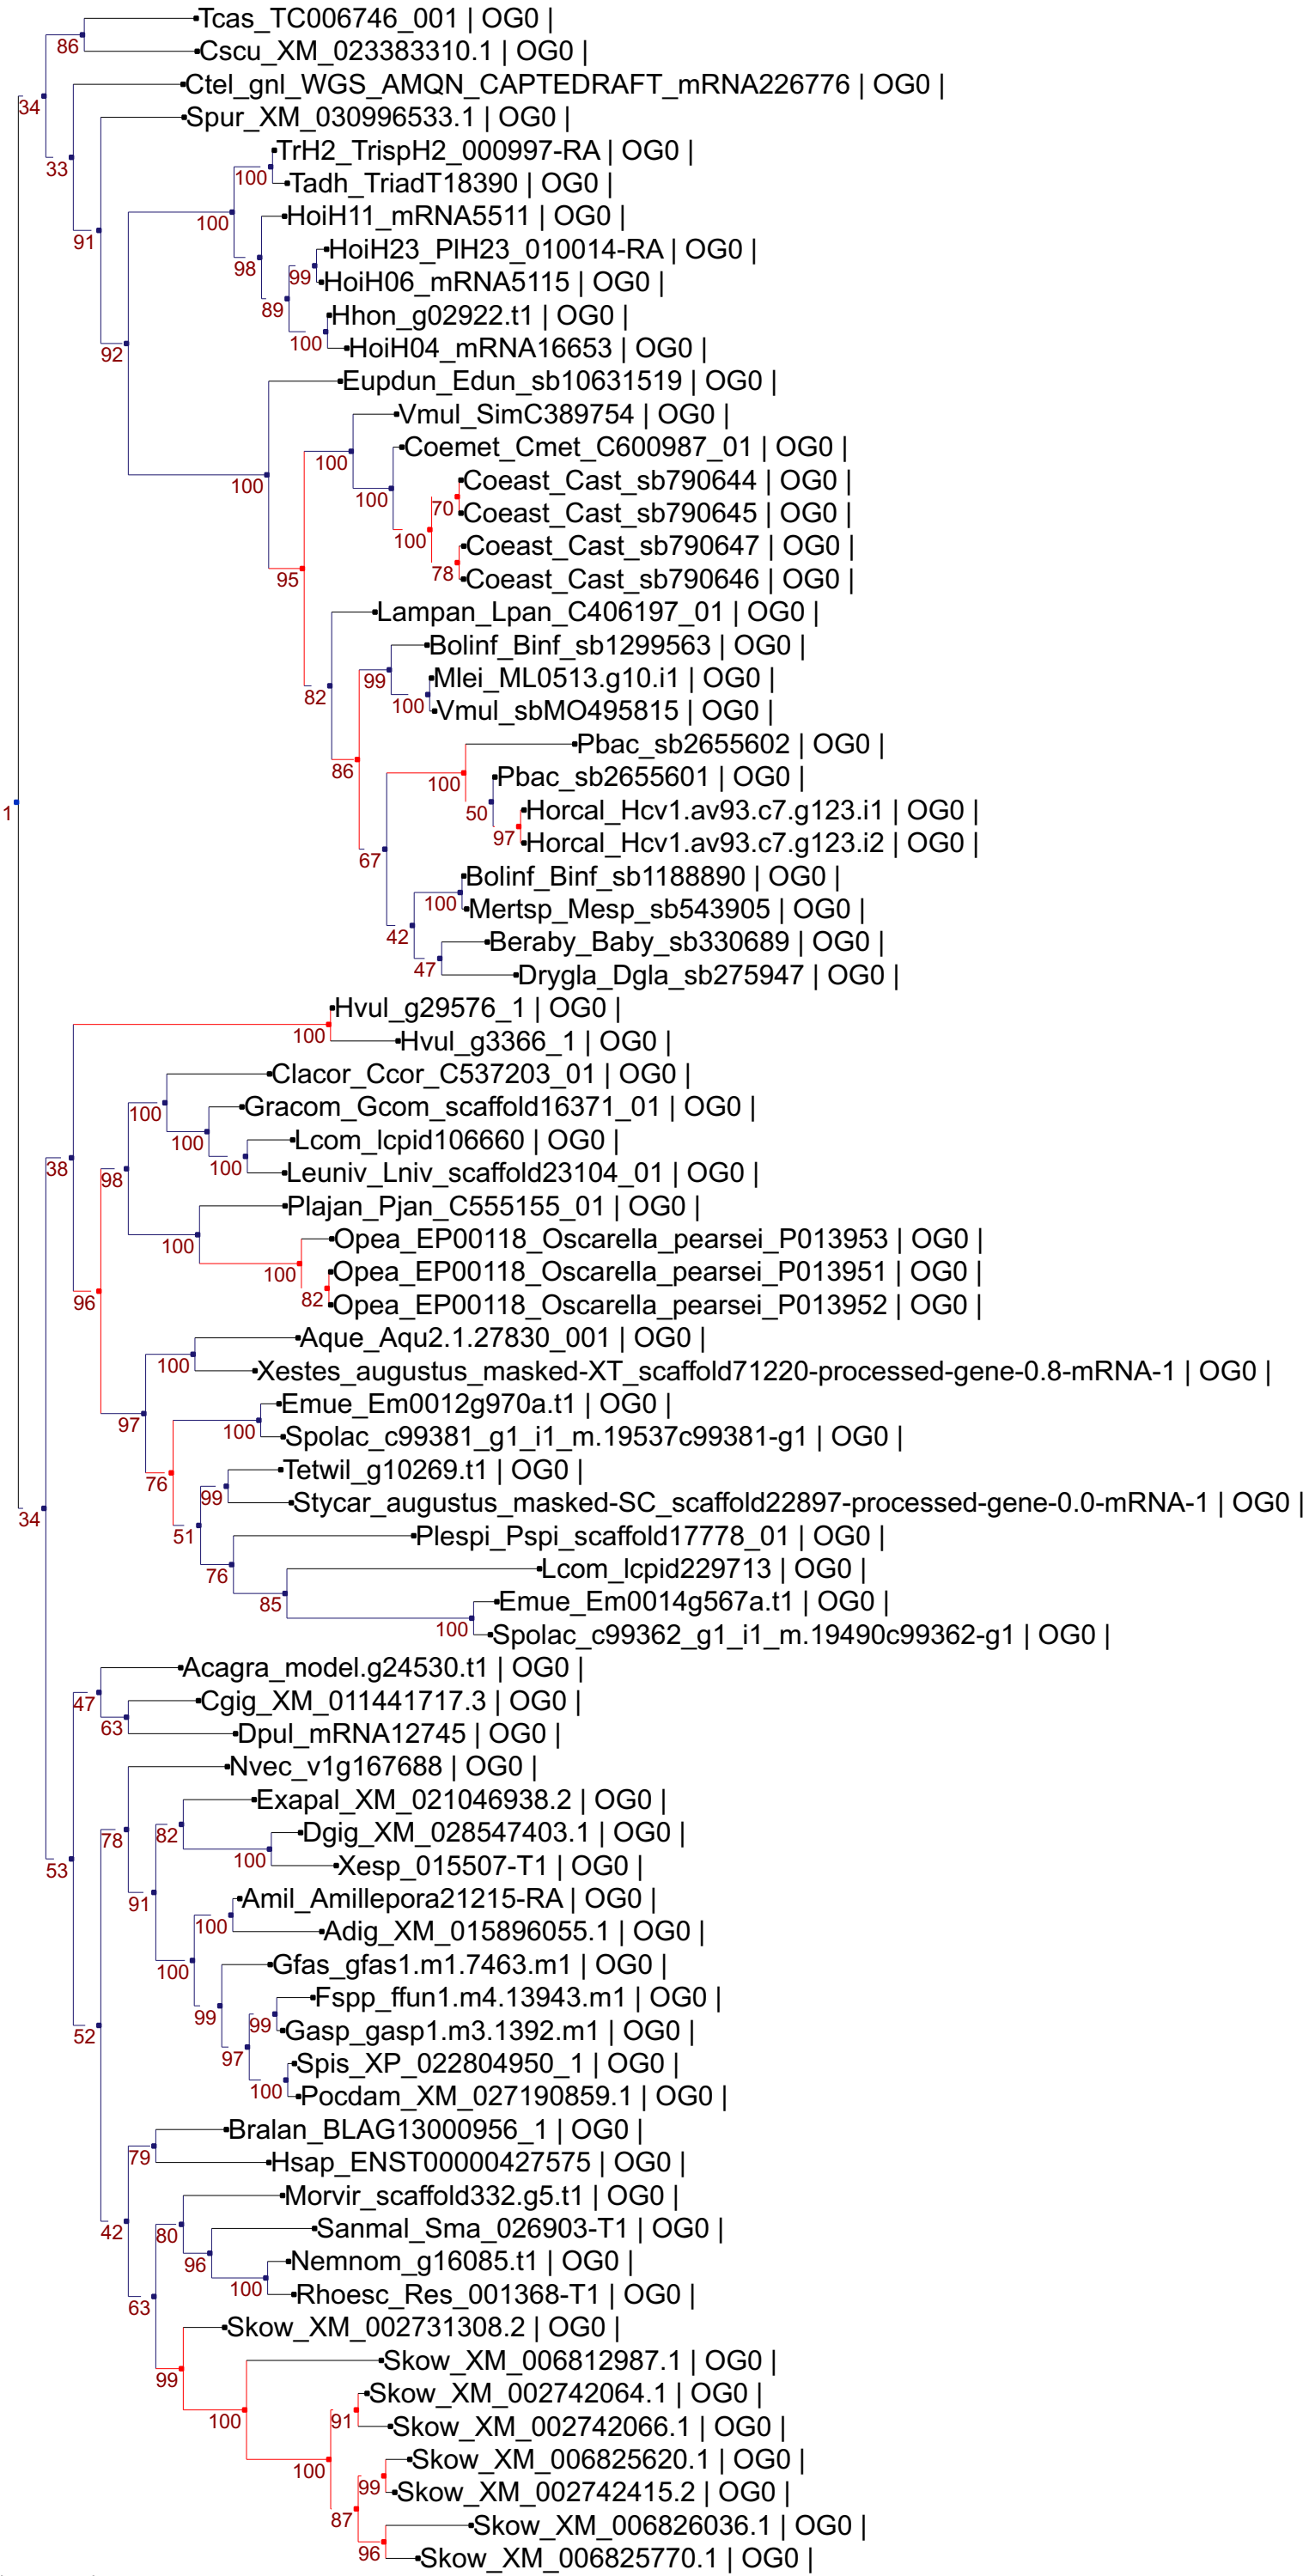 Tcas_TC006746_001 | OG0 |
86
Cscu_XM_023383310.1 | OG0 |
Ctel_gnl_WGS_AMQN_CAPTEDRAFT_mRNA226776 | OG0 |
34
Spur_XM_030996533.1 | OG0 |
TrH2_TrispH2_000997-RA | OG0 |
33
100
Tadh_TriadT18390 | OG0 |
100
HoiH11_mRNA5511 | OG0 |
91
HoiH23_PlH23_010014-RA | OG0 |
98
99
HoiH06_mRNA5115 | OG0 |
89
Hhon_g02922.t1 | OG0 |
100
HoiH04_mRNA16653 | OG0 |
92
Eupdun_Edun_sb10631519 | OG0 |
Vmul_SimC389754 | OG0 |
Coemet_Cmet_C600987_01 | OG0 |
100
Coeast_Cast_sb790644 | OG0 |
100
100
70
Coeast_Cast_sb790645 | OG0 |
100
Coeast_Cast_sb790647 | OG0 |
95
78
Coeast_Cast_sb790646 | OG0 |
Lampan_Lpan_C406197_01 | OG0 |
Bolinf_Binf_sb1299563 | OG0 |
Mlei_ML0513.g10.i1 | OG0 |
99
82
100
Vmul_sbMO495815 | OG0 |
Pbac_sb2655602 | OG0 |
86
100
Pbac_sb2655601 | OG0 |
1
50
Horcal_Hcv1.av93.c7.g123.i1 | OG0 |
97
Horcal_Hcv1.av93.c7.g123.i2 | OG0 |
67
Bolinf_Binf_sb1188890 | OG0 |
100
Mertsp_Mesp_sb543905 | OG0 |
42
Beraby_Baby_sb330689 | OG0 |
47
Drygla_Dgla_sb275947 | OG0 |
Hvul_g29576_1 | OG0 |
100
Hvul_g3366_1 | OG0 |
Clacor_Ccor_C537203_01 | OG0 |
100
Gracom_Gcom_scaffold16371_01 | OG0 |
100
Lcom_lcpid106660 | OG0 |
38
100
98
Leuniv_Lniv_scaffold23104_01 | OG0 |
Plajan_Pjan_C555155_01 | OG0 |
100
Opea_EP00118_Oscarella_pearsei_P013953 | OG0 |
100
Opea_EP00118_Oscarella_pearsei_P013951 | OG0 |
96
82
Opea_EP00118_Oscarella_pearsei_P013952 | OG0 |
Aque_Aqu2.1.27830_001 | OG0 |
100
Xestes_augustus_masked-XT_scaffold71220-processed-gene-0.8-mRNA-1 | OG0 |
Emue_Em0012g970a.t1 | OG0 |
97
100
Spolac_c99381_g1_i1_m.19537c99381-g1 | OG0 |
Tetwil_g10269.t1 | OG0 |
76
99
Stycar_augustus_masked-SC_scaffold22897-processed-gene-0.0-mRNA-1 | OG0 |
34
51
Plespi_Pspi_scaffold17778_01 | OG0 |
76
Lcom_lcpid229713 | OG0 |
85
Emue_Em0014g567a.t1 | OG0 |
100
Spolac_c99362_g1_i1_m.19490c99362-g1 | OG0 |
Acagra_model.g24530.t1 | OG0 |
47
Cgig_XM_011441717.3 | OG0 |
63
Dpul_mRNA12745 | OG0 |
Nvec_v1g167688 | OG0 |
Exapal_XM_021046938.2 | OG0 |
78
82
Dgig_XM_028547403.1 | OG0 |
100
53
Xesp_015507-T1 | OG0 |
91
Amil_Amillepora21215-RA | OG0 |
100
Adig_XM_015896055.1 | OG0 |
100
Gfas_gfas1.m1.7463.m1 | OG0 |
Fspp_ffun1.m4.13943.m1 | OG0 |
99
99
52
Gasp_gasp1.m3.1392.m1 | OG0 |
97
Spis_XP_022804950_1 | OG0 |
100
Pocdam_XM_027190859.1 | OG0 |
Bralan_BLAG13000956_1 | OG0 |
79
Hsap_ENST00000427575 | OG0 |
Morvir_scaffold332.g5.t1 | OG0 |
42
80
Sanmal_Sma_026903-T1 | OG0 |
96
Nemnom_g16085.t1 | OG0 |
100
Rhoesc_Res_001368-T1 | OG0 |
63
Skow_XM_002731308.2 | OG0 |
Skow_XM_006812987.1 | OG0 |
99
Skow_XM_002742064.1 | OG0 |
100
91
Skow_XM_002742066.1 | OG0 |
Skow_XM_006825620.1 | OG0 |
100
99
Skow_XM_002742415.2 | OG0 |
87
Skow_XM_006826036.1 | OG0 |
96
Skow_XM_006825770.1 | OG0 |